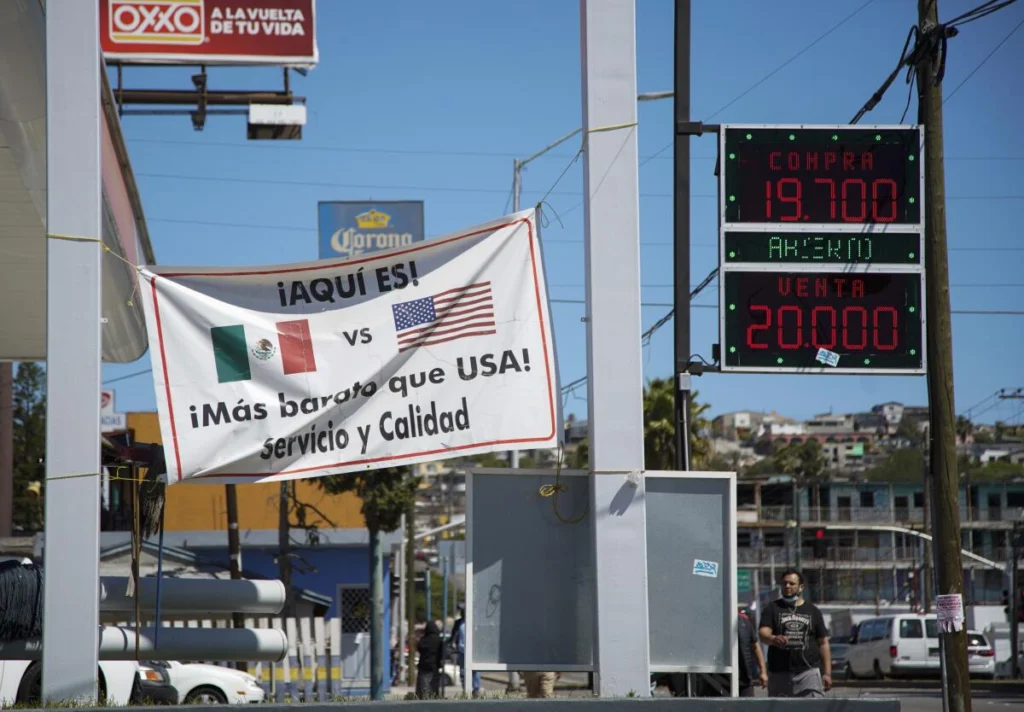 OXXO
A LA VUELTA
DE TU VIDA
Corona
¡AQUÍ ES!
vs
¡Más barato que USA!
servicio y Calidad
COMPRA
19.700
VENTA
20.000